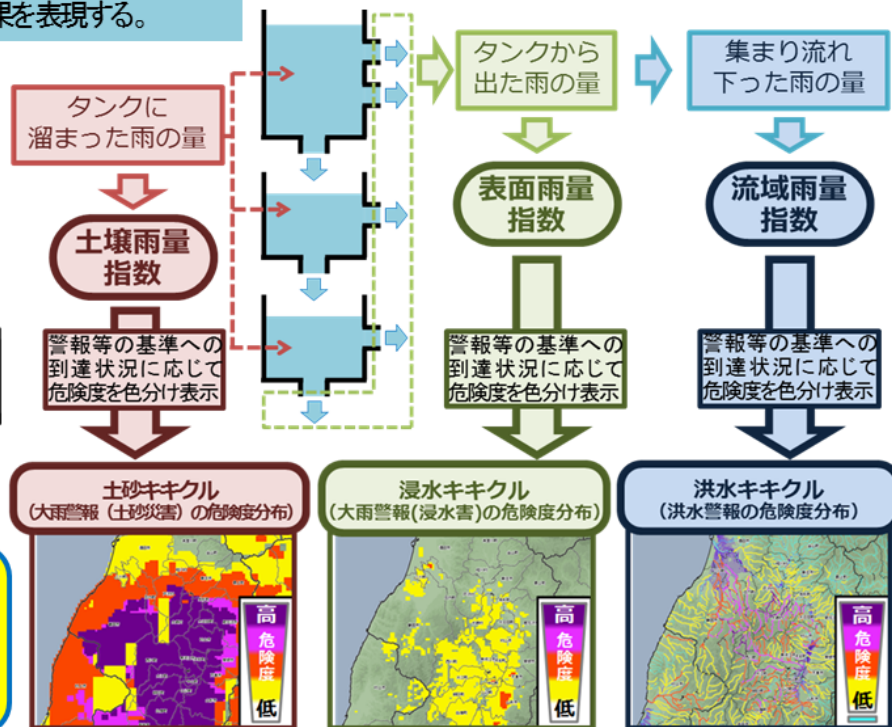 果を表現する。
タンクに
溜まった雨の量
タンクから
出た雨の量
集まり流れ
下った雨の量
土壌雨量
指数
表面雨量
指数
流域雨量
指数
警報等の基準への
到達状況に応じて
危険度を色分け表示
警報等の基準への
到達状況に応じて
危険度を色分け表示
警報等の基準への
到達状況に応じて
危険度を色分け表示
土砂キキクル
(大雨警報（土砂災害）の危険度分布)
浸水キキクル
(大雨警報(浸水害)の危険度分布)
洪水キキクル
(洪水警報の危険度分布)
高
危険度
低
高
危険度
低
高
危険度
低